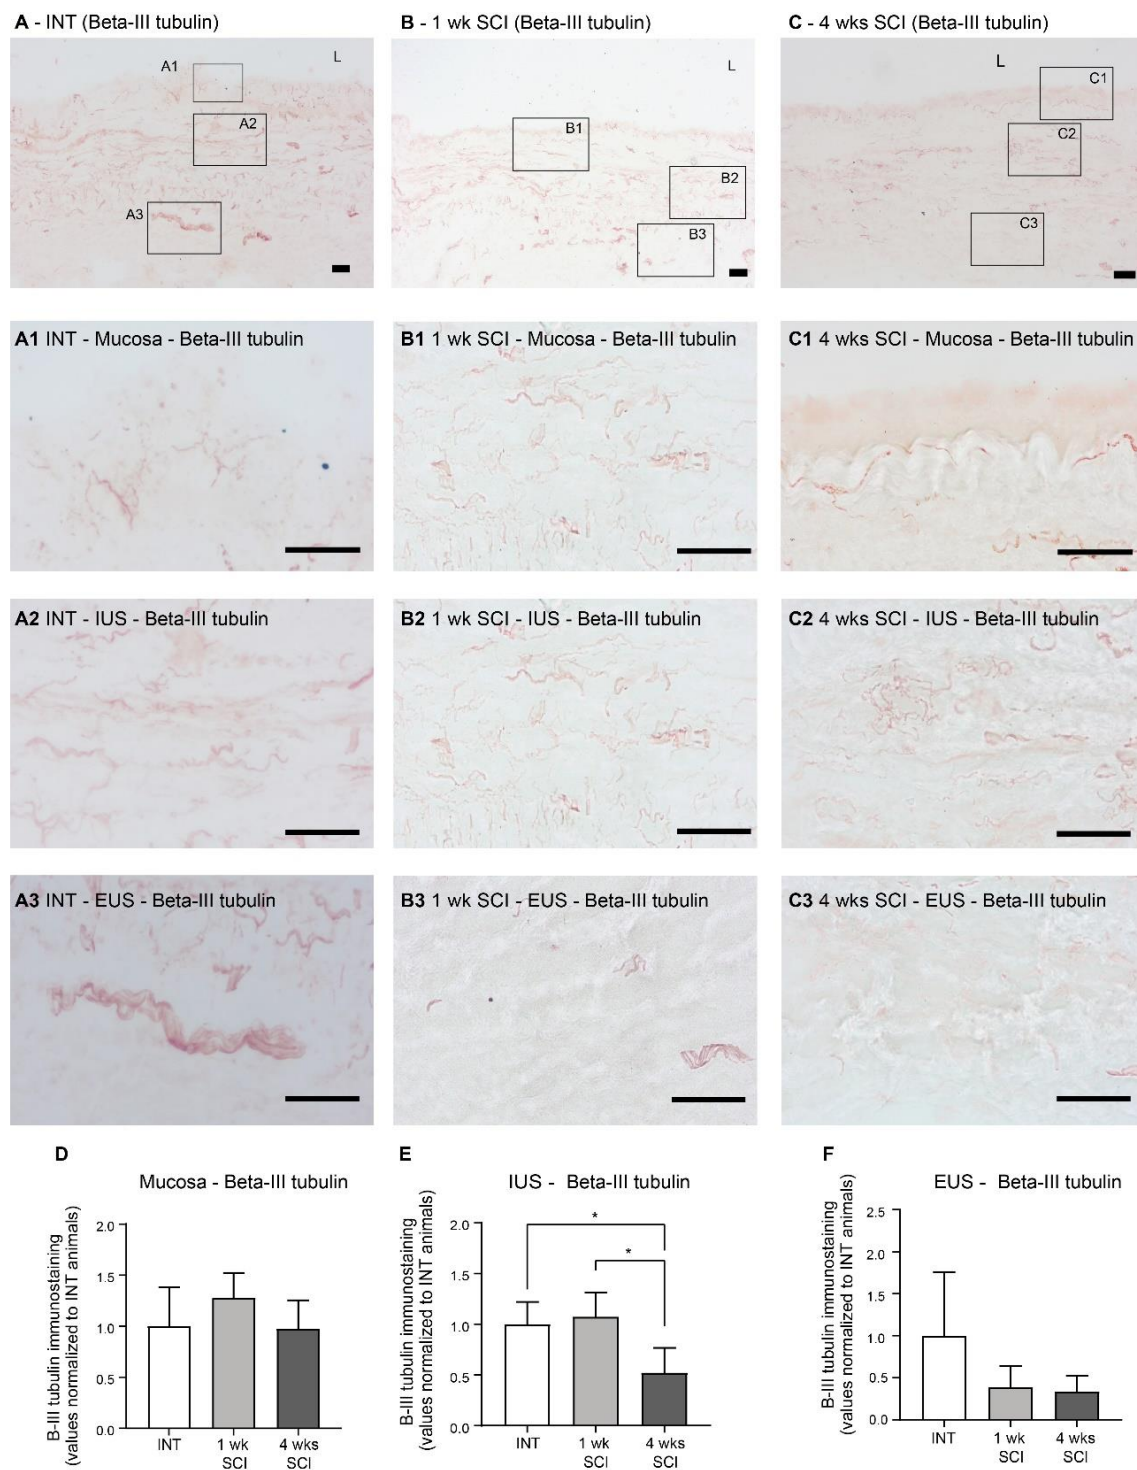 A - INT (Beta-III tubulin)
B - 1 wk SCI (Beta-III tubulin)
C - 4 wks SCI (Beta-III tubulin)
A1
L
A2
A3
L
B1
B2
B3
L
C1
C2
C3
A1 INT - Mucosa - Beta-III tubulin
B1 1 wk SCI - Mucosa - Beta-III tubulin
C1 4 wks SCI - Mucosa - Beta-III tubulin
A2 INT - IUS - Beta-III tubulin
B2 1 wk SCI - IUS - Beta-III tubulin
C2 4 wks SCI - IUS - Beta-III tubulin
A3 INT - EUS - Beta-III tubulin
B3 1 wk SCI - EUS - Beta-III tubulin
C3 4 wks SCI - EUS - Beta-III tubulin
D
Mucosa - Beta-III tubulin
B-III tubulin immunostaining
(values normalized to INT animals)
2.0
1.5
1.0
0.5
0.0
INT
1 wk
SCI
4 wks
SCI
E
IUS - Beta-III tubulin
B-III tubulin immunostaining
(values normalized to INT animals)
2.0
1.5
1.0
0.5
0.0
*
*
INT
1 wk
SCI
4 wks
SCI
F
EUS - Beta-III tubulin
B-III tubulin immunostaining
(values normalized to INT animals)
2.5
2.0
1.5
1.0
0.5
0.0
INT
1 wk
SCI
4 wks
SCI